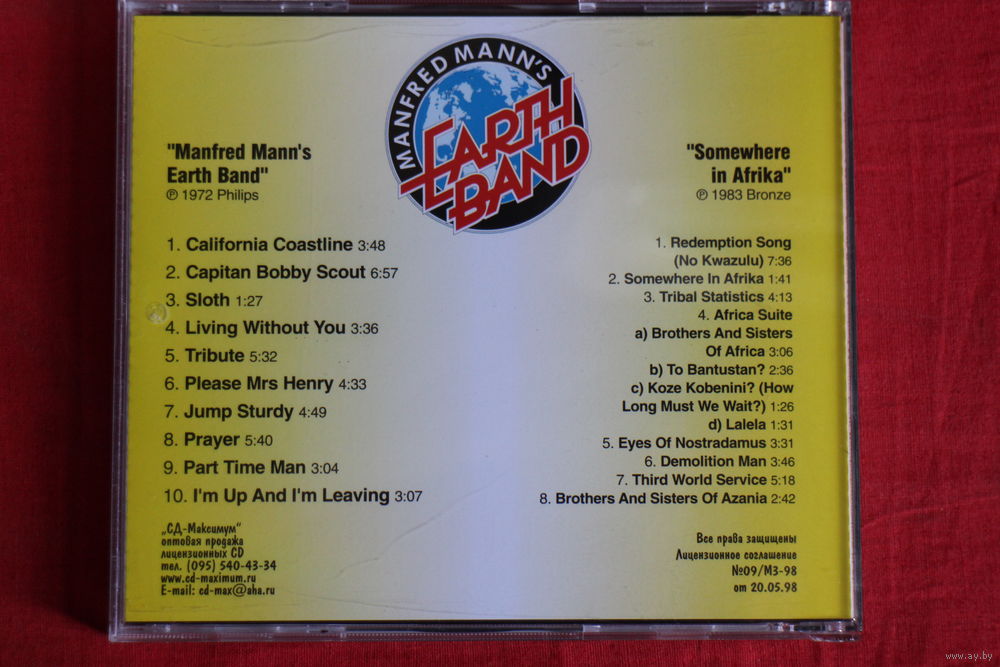 MANFRED MANN'S
EARTH
BAND
"Manfred Mann's
Earth Band"
℗ 1972 Philips
1. California Coastline 3:48
2. Capitan Bobby Scout 6:57
3. Sloth 1:27
4. Living Without You 3:36
5. Tribute 5:32
6. Please Mrs Henry 4:33
7. Jump Sturdy 4:49
8. Prayer 5:40
9. Part Time Man 3:04
10. I'm Up And I'm Leaving 3:07
"Somewhere
in Afrika"
℗ 1983 Bronze
1. Redemption Song
(No Kwazulu) 7:36
2. Somewhere In Afrika 1:41
3. Tribal Statistics 4:13
4. Africa Suite
a) Brothers And Sisters
Of Africa 3:06
b) To Bantustan? 2:36
c) Koze Kobenini? (How
Long Must We Wait?) 1:26
d) Lalela 1:31
5. Eyes Of Nostradamus 3:31
6. Demolition Man 3:46
7. Third World Service 5:18
8. Brothers And Sisters Of Azania 2:42
„СД-Максимум“
оптовая продажа
лицензионных CD
тел. (095) 540-43-34
www.cd-maximum.ru
E-mail: cd-max@aha.ru
Все права защищены
Лицензионное соглашение
№09/МЗ-98
от 20.05.98
www.ay.by